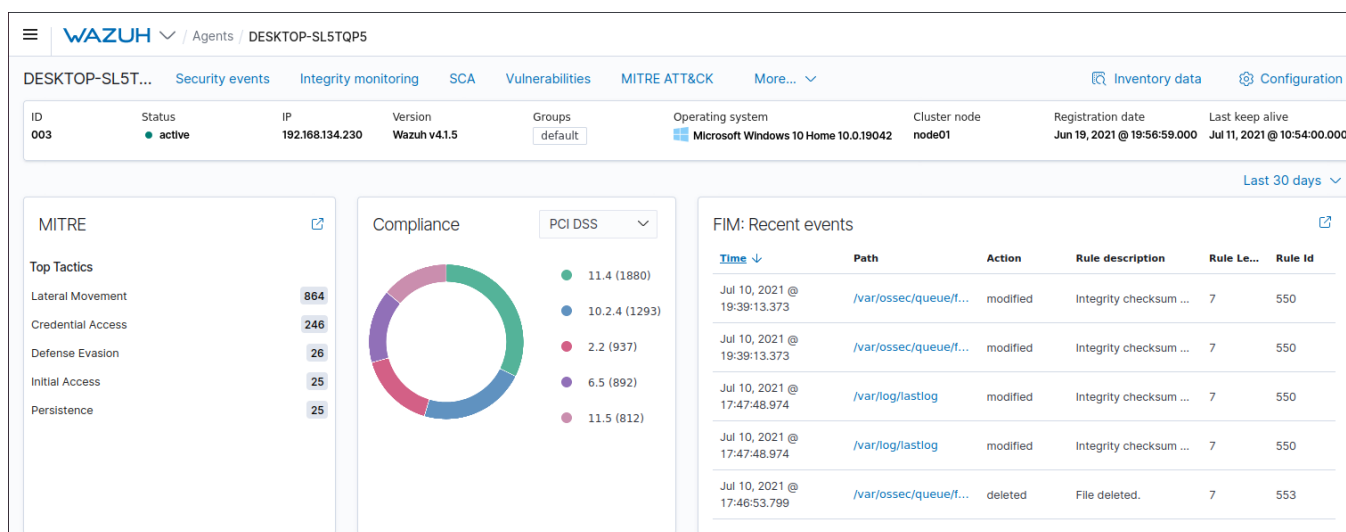 WAZUH / Agents / DESKTOP-SL5TQP5
DESKTOP-SL5T... Security events Integrity monitoring SCA Vulnerabilities MITRE ATT&CK More... Inventory data Configuration
ID Status IP Version Groups Operating system Cluster node Registration date Last keep alive
003 active 192.168.134.230 Wazuh v4.1.5 default Microsoft Windows 10 Home 10.0.19042 node01 Jun 19, 2021 @ 19:56:59.000 Jul 11, 2021 @ 10:54:00.000
Last 30 days
MITRE
Top Tactics
Lateral Movement 864
Credential Access 246
Defense Evasion 26
Initial Access 25
Persistence 25
Compliance PCI DSS
11.4 (1880)
10.2.4 (1293)
2.2 (937)
6.5 (892)
11.5 (812)
FIM: Recent events
Time Path Action Rule description Rule Le... Rule Id
Jul 10, 2021 @
19:39:13.373 /var/ossec/queue/f... modified Integrity checksum ... 7 550
Jul 10, 2021 @
19:39:13.373 /var/ossec/queue/f... modified Integrity checksum ... 7 550
Jul 10, 2021 @
17:47:48.974 /var/log/lastlog modified Integrity checksum ... 7 550
Jul 10, 2021 @
17:47:48.974 /var/log/lastlog modified Integrity checksum ... 7 550
Jul 10, 2021 @
17:46:53.799 /var/ossec/queue/f... deleted File deleted. 7 553